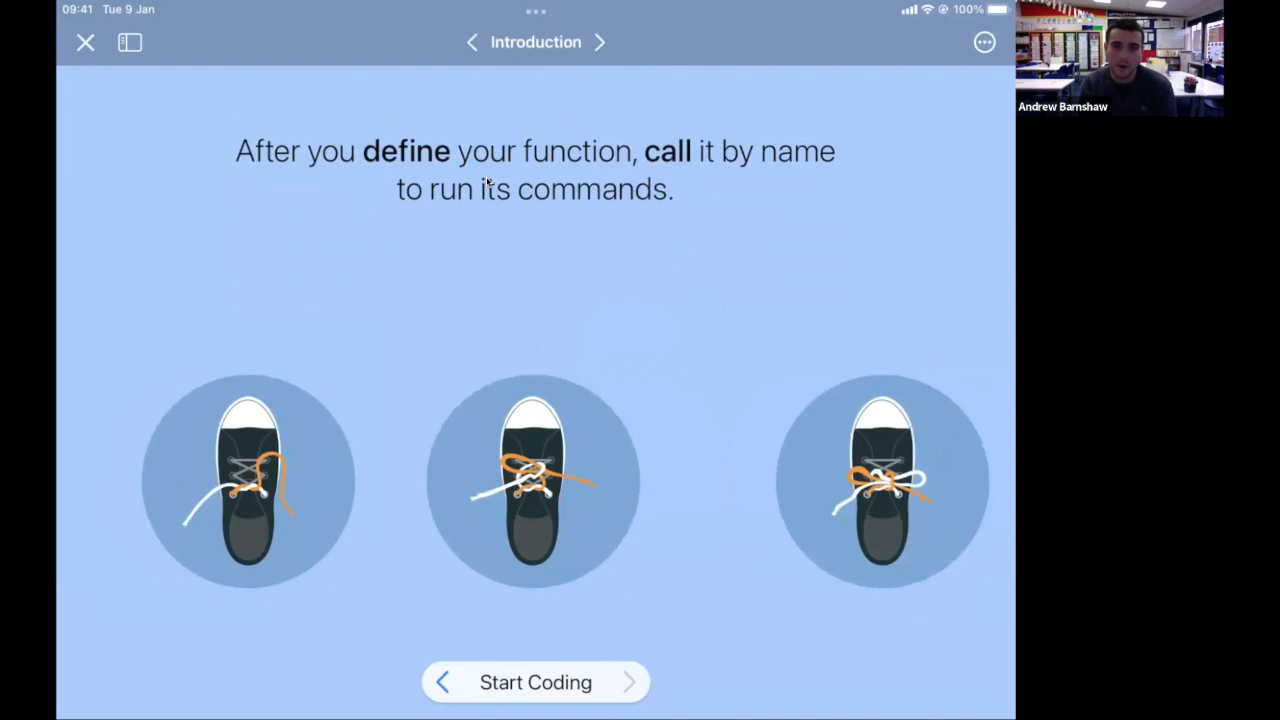 09:41 Tue 9 Jan
100%
Introduction
After you define your function, call it by name
to run its commands.
Start Coding
Andrew Barnshaw